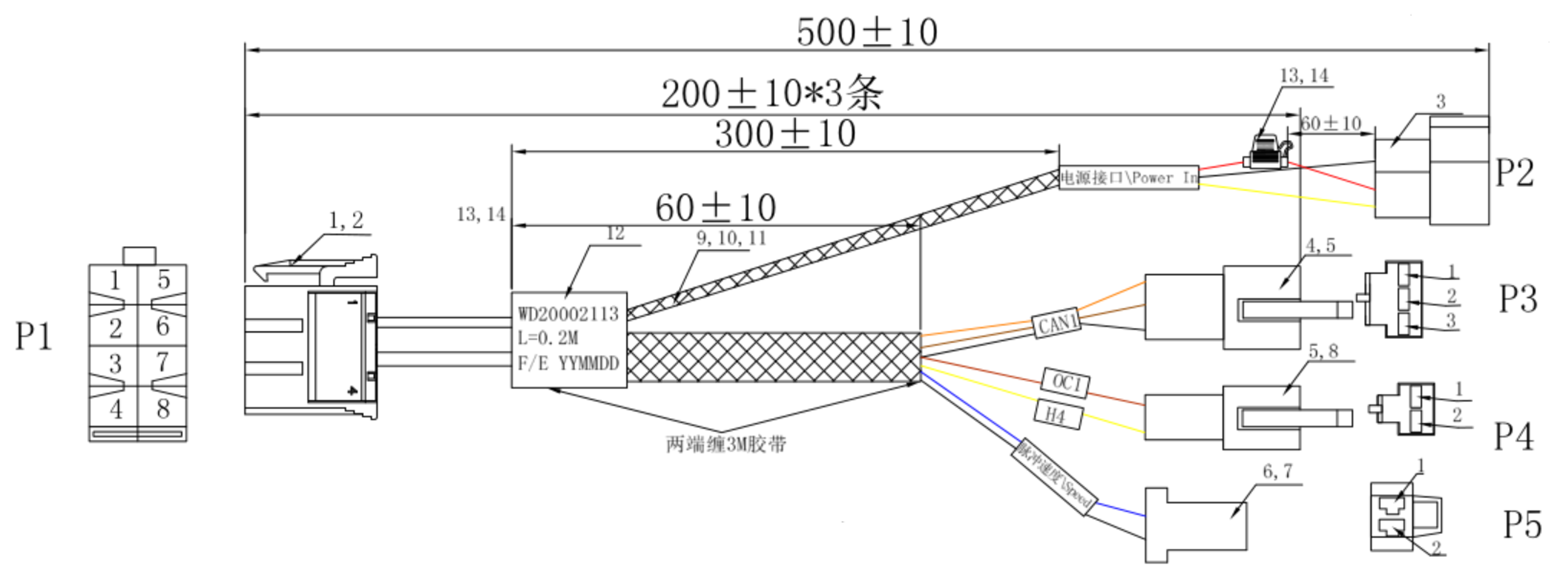 500±10
200±10*3条
13,14
3
300±10
60±10
P2
电源接口\Power In
60±10
13,14
12
9,10,11
1,2
4,5
1 5
2 6
3 7
4 8
P1
1
4
WD20002113
L=0.2M
F/E YYMMDD
CAN1
1
2
3
P3
5,8
OC1
H4
1
2
P4
两端缠3M胶带
脉冲速度\Speed
6,7
1
2
P5